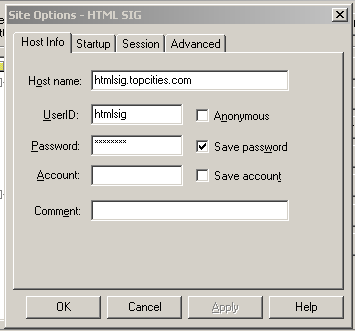 Site Options - HTML SIG
Host Info Startup Session Advanced
Host name: htmlsig.topcities.com
UserID: htmlsig Anonymous
Password: xxxxxxxx Save password
Account: Save account
Comment:
OK Cancel Apply Help